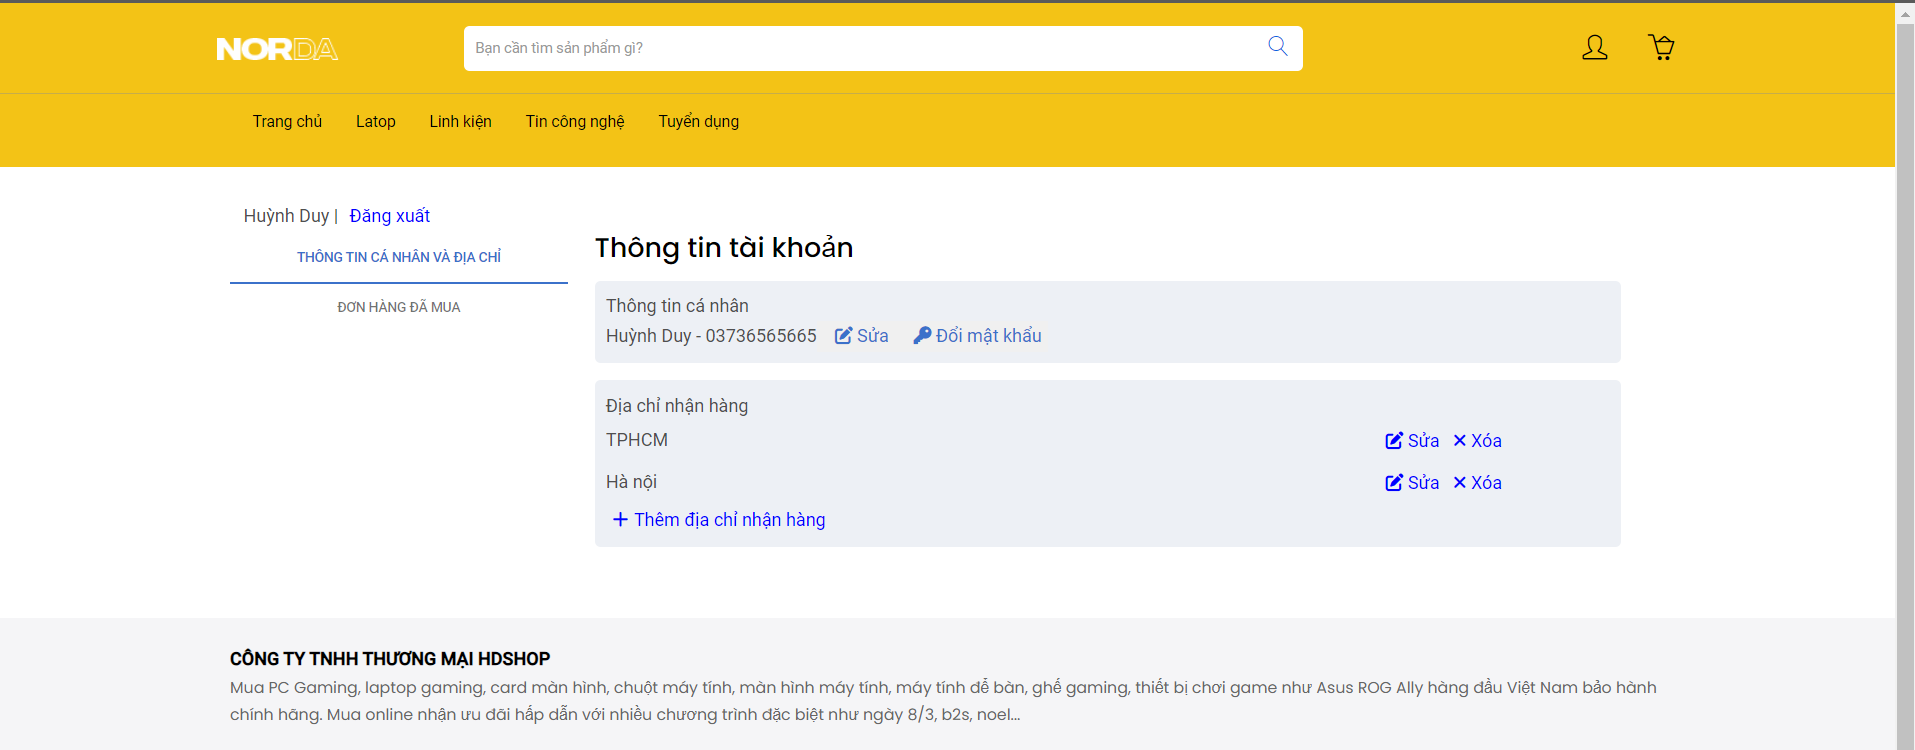 NORDA
Bạn cần tìm sản phẩm gì?
Trang chủ Latop Linh kiện Tin công nghệ Tuyển dụng
Huỳnh Duy | Đăng xuất
THÔNG TIN CÁ NHÂN VÀ ĐỊA CHỈ
ĐƠN HÀNG ĐÃ MUA
Thông tin tài khoản
Thông tin cá nhân
Huỳnh Duy - 03736565665 Sửa Đổi mật khẩu
Địa chỉ nhận hàng
TPHCM Sửa Xóa
Hà nội Sửa Xóa
Thêm địa chỉ nhận hàng
CÔNG TY TNHH THƯƠNG MẠI HDSHOP
Mua PC Gaming, laptop gaming, card màn hình, chuột máy tính, màn hình máy tính, máy tính để bàn, ghế gaming, thiết bị chơi game như Asus ROG Ally hàng đầu Việt Nam bảo hành
chính hãng. Mua online nhận ưu đãi hấp dẫn với nhiều chương trình đặc biệt như ngày 8/3, b2s, noel...